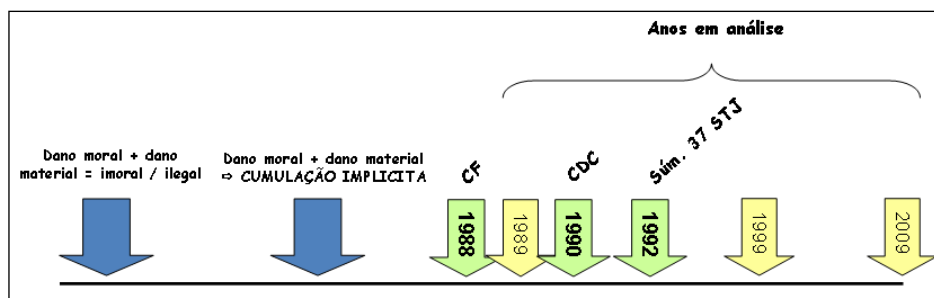 Anos em análise
Dano moral + dano
material = imoral / ilegal
Dano moral + dano material
⇨ CUMULAÇÃO IMPLICITA
CF
CDC
Súm. 37 STJ
1988
1989
1990
1992
1999
2009